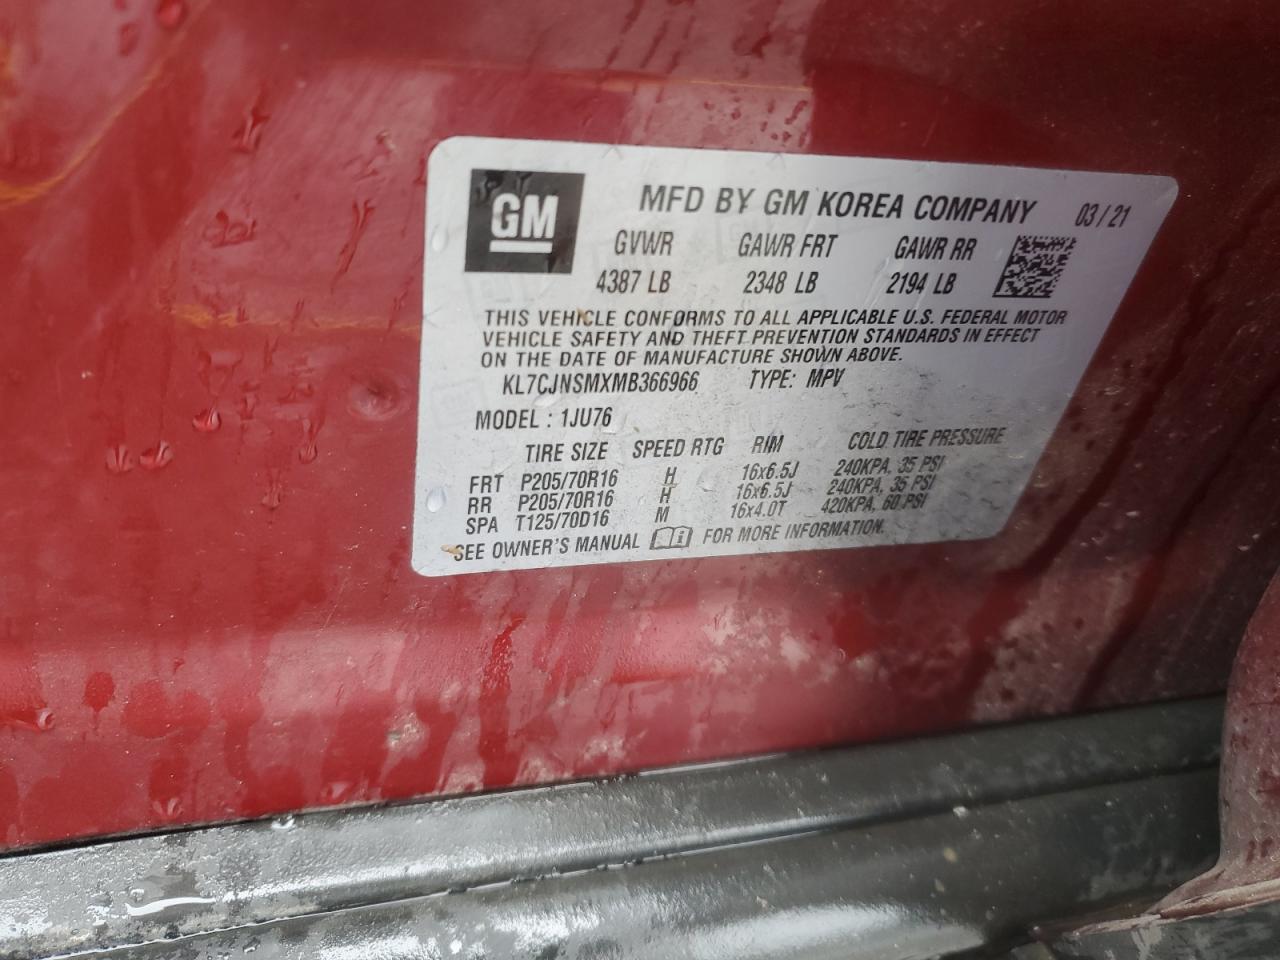 GM MFD BY GM KOREA COMPANY 03/21
GVWR GAWR FRT GAWR RR
4387 LB 2348 LB 2194 LB
THIS VEHICLE CONFORMS TO ALL APPLICABLE U.S. FEDERAL MOTOR
VEHICLE SAFETY AND THEFT PREVENTION STANDARDS IN EFFECT
ON THE DATE OF MANUFACTURE SHOWN ABOVE.
KL7CJNSMXMB366966 TYPE: MPV
MODEL: 1JU76
TIRE SIZE SPEED RTG RIM COLD TIRE PRESSURE
FRT P205/70R16 H 16x6.5J 240KPA, 35 PSI
RR P205/70R16 H 16x6.5J 240KPA, 35 PSI
SPA T125/70D16 M 16x4.0T 420KPA, 60 PSI
SEE OWNER'S MANUAL FOR MORE INFORMATION.